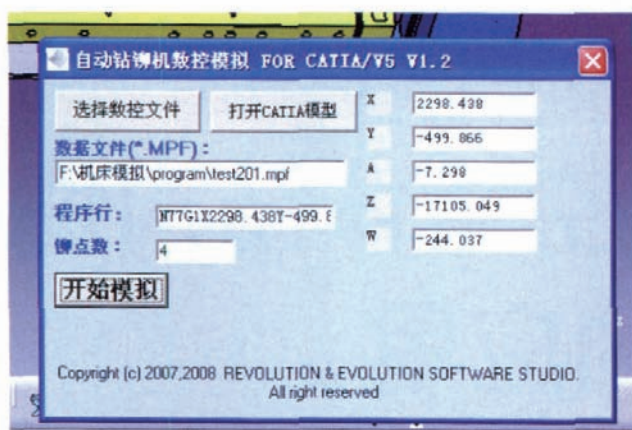 自动钻铆机数控模拟 FOR CATIA/V5 V1.2
选择数控文件 打开CATIA模型
数据文件(*.MPF)：
F:\机床模拟\program\test201.mpf
程序行： N77G1X2298.438Y-499.8
铆点数： 4
开始模拟
X 2298.438
Y -499.866
A -7.298
Z -17105.049
W -244.037
Copyright (c) 2007,2008 REVOLUTION & EVOLUTION SOFTWARE STUDIO.
All right reserved